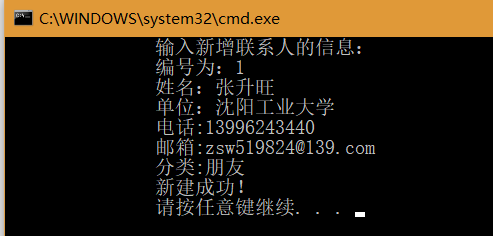 C:\WINDOWS\system32\cmd.exe
输入新增联系人的信息：
编号为：1
姓名：张升旺
单位：沈阳工业大学
电话:13996243440
邮箱:zsw519824@139.com
分类:朋友
新建成功！
请按任意键继续. . .